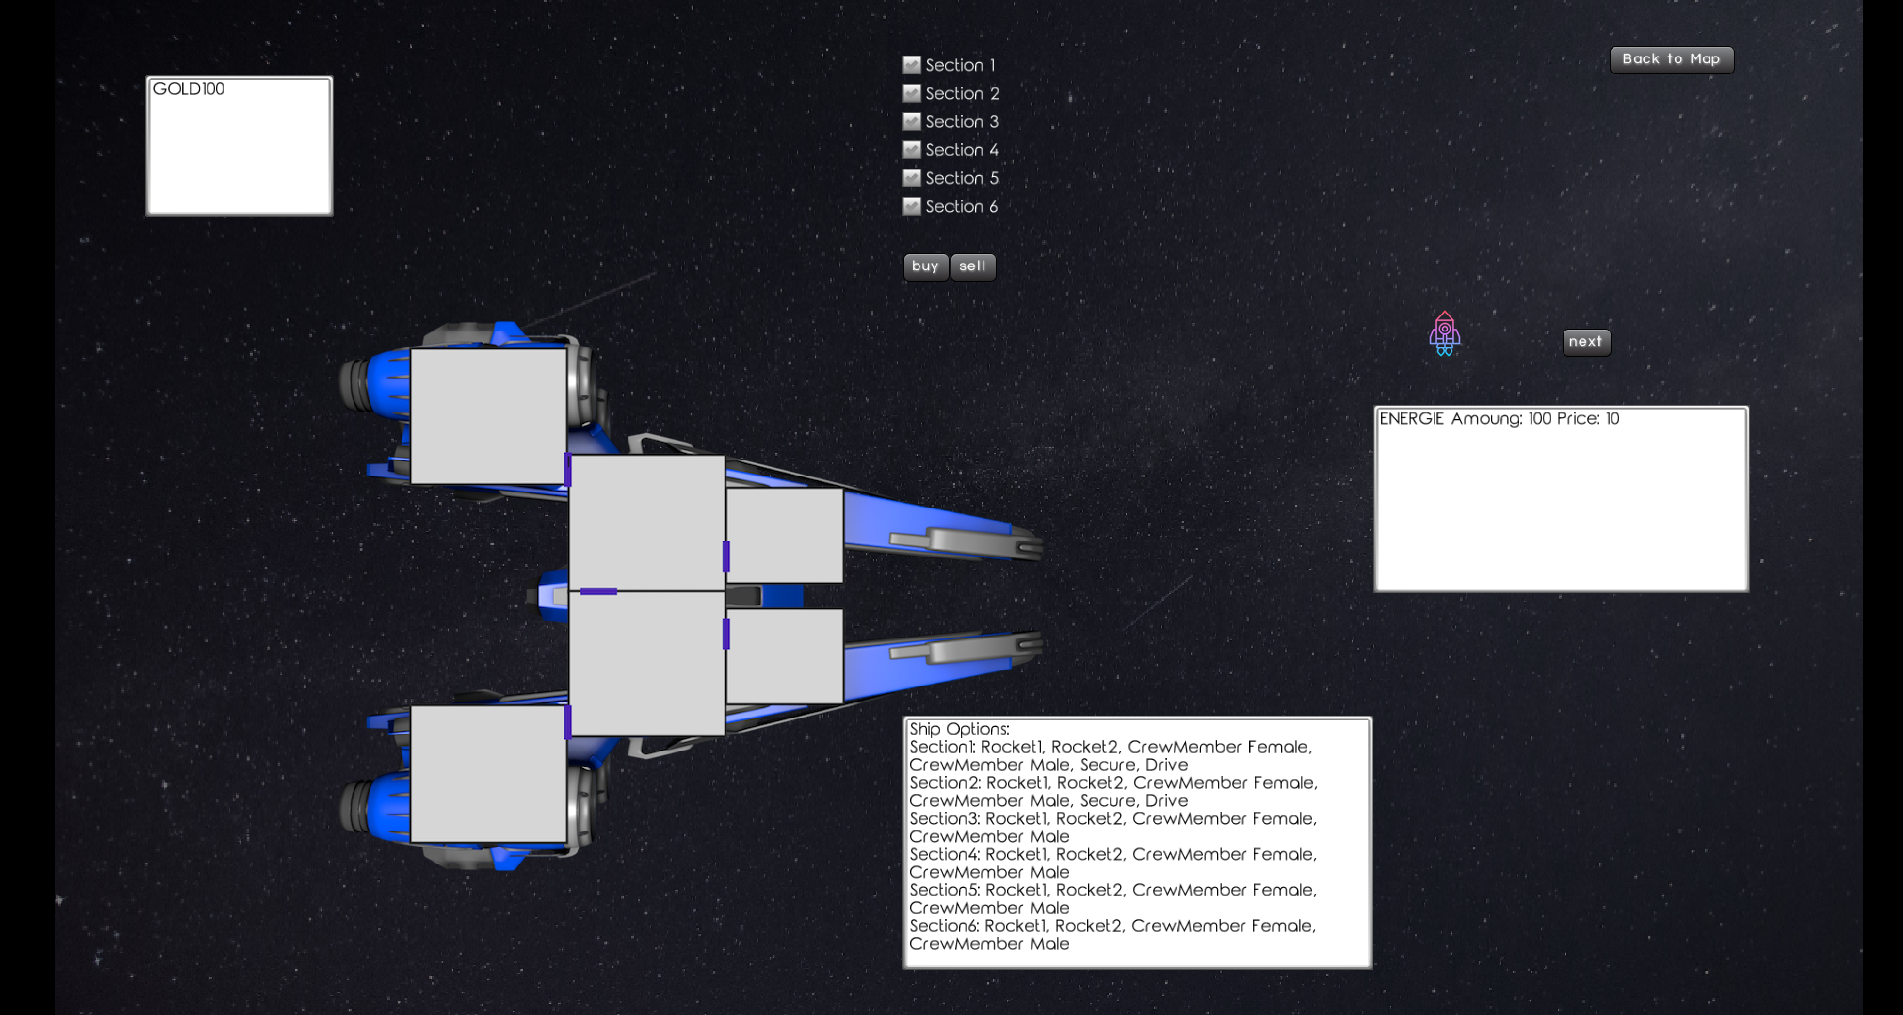 GOLD100
Section 1
Section 2
Section 3
Section 4
Section 5
Section 6
Back to Map
buy
sell
next
ENERGIE Amoung: 100 Price: 10
Ship Options:
Section1: Rocket1, Rocket2, CrewMember Female,
CrewMember Male, Secure, Drive
Section2: Rocket1, Rocket2, CrewMember Female,
CrewMember Male, Secure, Drive
Section3: Rocket1, Rocket2, CrewMember Female,
CrewMember Male
Section4: Rocket1, Rocket2, CrewMember Female,
CrewMember Male
Section5: Rocket1, Rocket2, CrewMember Female,
CrewMember Male
Section6: Rocket1, Rocket2, CrewMember Female,
CrewMember Male